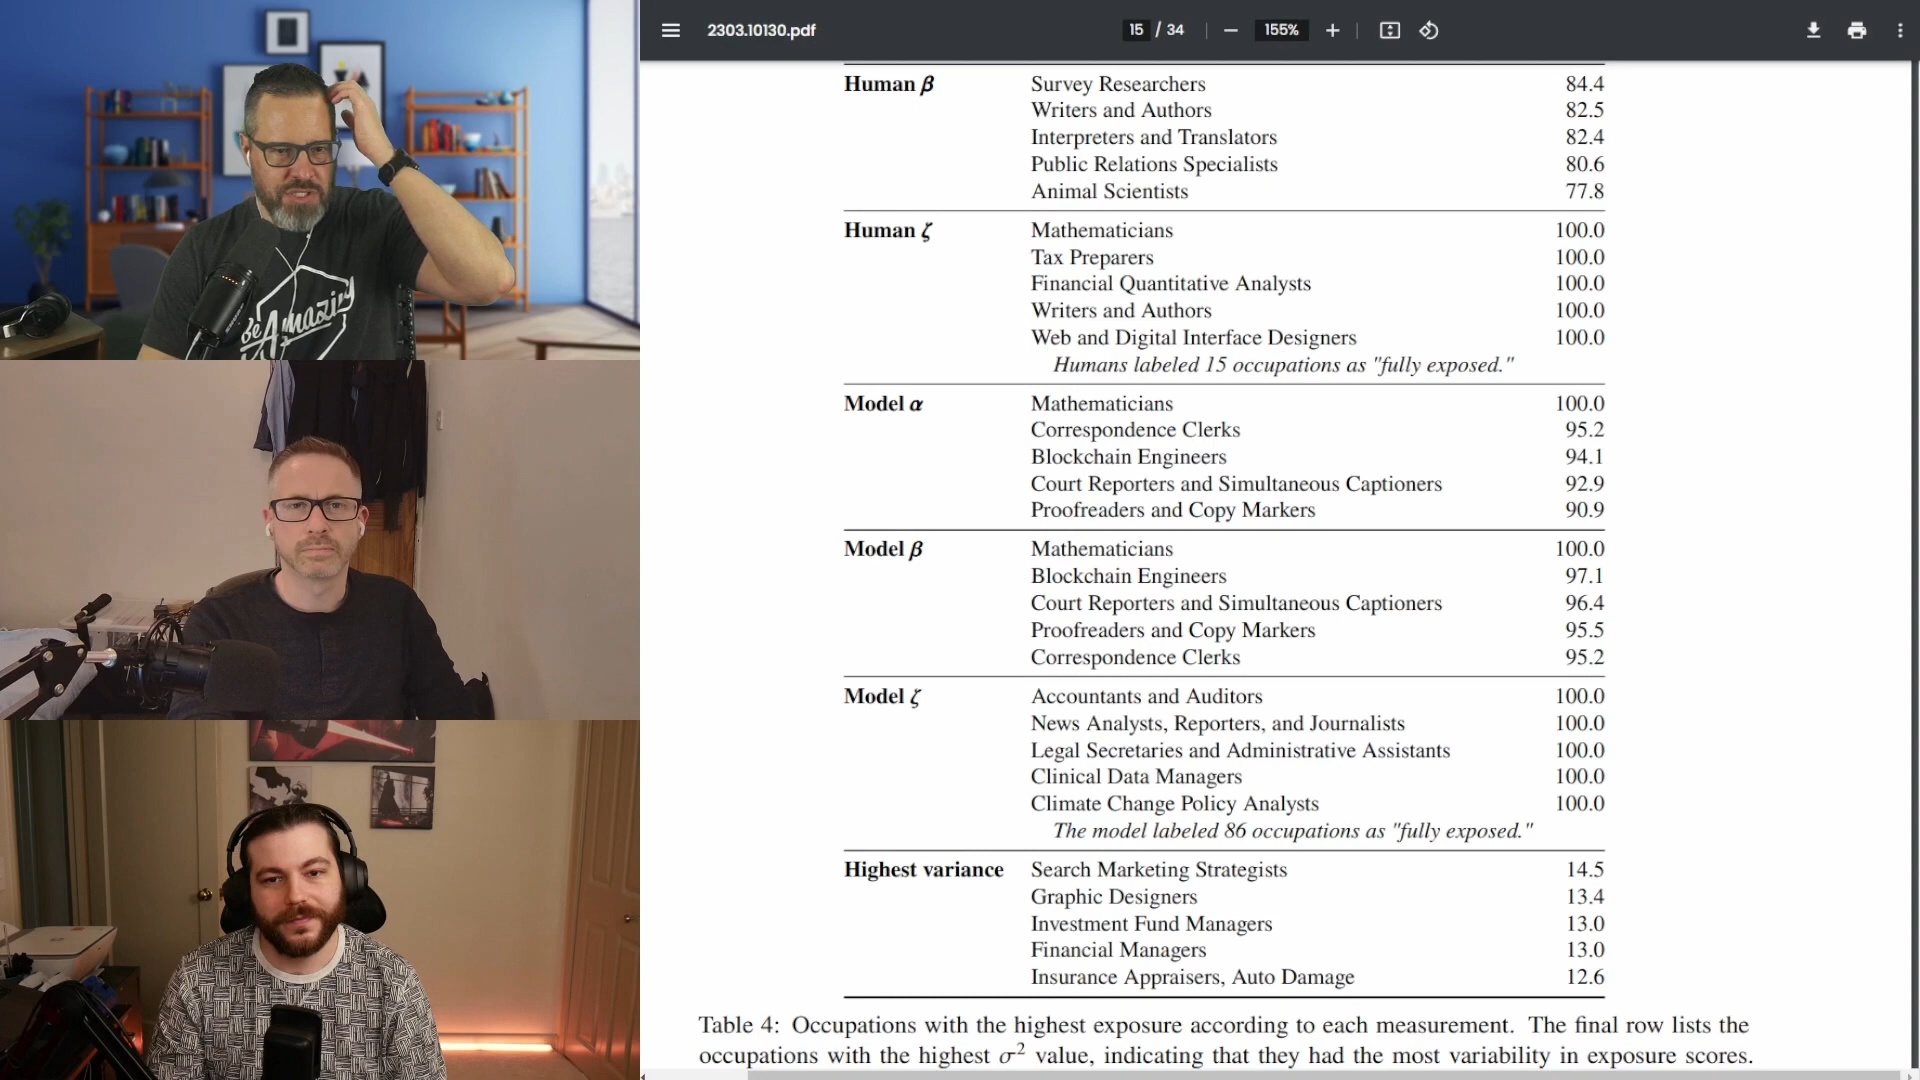 Be
Amazing
2303.10130.pdf
15 / 34
155%
Human β Survey Researchers 84.4
Writers and Authors 82.5
Interpreters and Translators 82.4
Public Relations Specialists 80.6
Animal Scientists 77.8
Human ζ Mathematicians 100.0
Tax Preparers 100.0
Financial Quantitative Analysts 100.0
Writers and Authors 100.0
Web and Digital Interface Designers 100.0
Humans labeled 15 occupations as "fully exposed."
Model α Mathematicians 100.0
Correspondence Clerks 95.2
Blockchain Engineers 94.1
Court Reporters and Simultaneous Captioners 92.9
Proofreaders and Copy Markers 90.9
Model β Mathematicians 100.0
Blockchain Engineers 97.1
Court Reporters and Simultaneous Captioners 96.4
Proofreaders and Copy Markers 95.5
Correspondence Clerks 95.2
Model ζ Accountants and Auditors 100.0
News Analysts, Reporters, and Journalists 100.0
Legal Secretaries and Administrative Assistants 100.0
Clinical Data Managers 100.0
Climate Change Policy Analysts 100.0
The model labeled 86 occupations as "fully exposed."
Highest variance Search Marketing Strategists 14.5
Graphic Designers 13.4
Investment Fund Managers 13.0
Financial Managers 13.0
Insurance Appraisers, Auto Damage 12.6
Table 4: Occupations with the highest exposure according to each measurement. The final row lists the
occupations with the highest σ² value, indicating that they had the most variability in exposure scores.